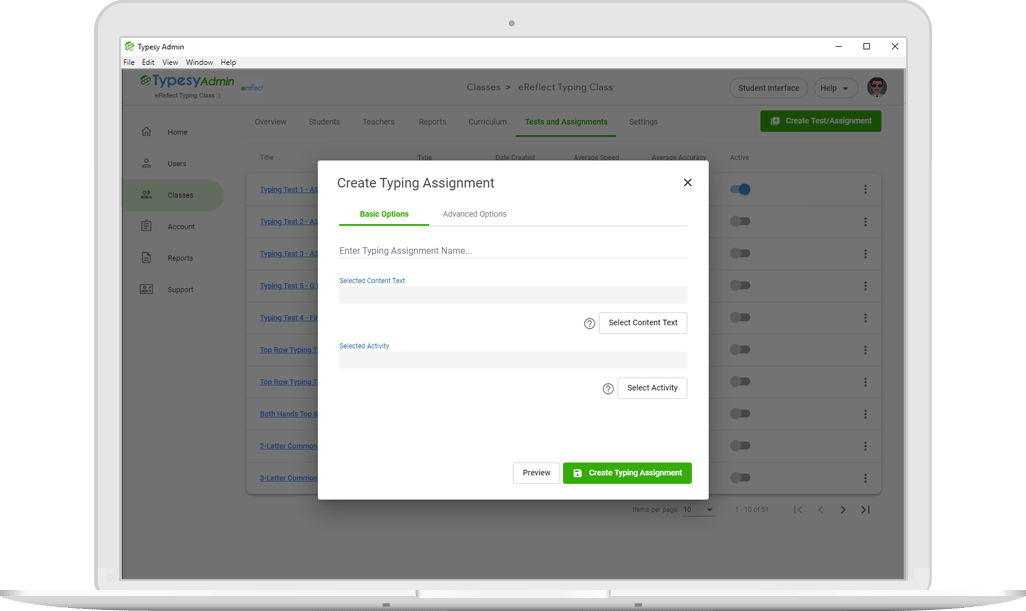 Typesy Admin
File Edit View Window Help
TypesyAdmin
eReflect Typing Class
eReflect
Classes > eReflect Typing Class
Student Interface
Help
Overview Students Teachers Reports Curriculum Tests and Assignments Settings
Create Test/Assignment
Home
Users
Classes
Account
Reports
Support
Title Type Date Created Average Speed Average Accuracy Active
Typing Test 1 - AS
Typing Test 2 - AS
Typing Test 3 - AS
Typing Test 5 - G
Typing Test 4 - Fi
Top Row Typing T
Top Row Typing T
Both Hands Top &
2-Letter Common
3-Letter Common
Create Typing Assignment
Basic Options Advanced Options
Enter Typing Assignment Name...
Selected Content Text
? Select Content Text
Selected Activity
? Select Activity
Preview Create Typing Assignment
Items per page 10 1 - 10 of 51